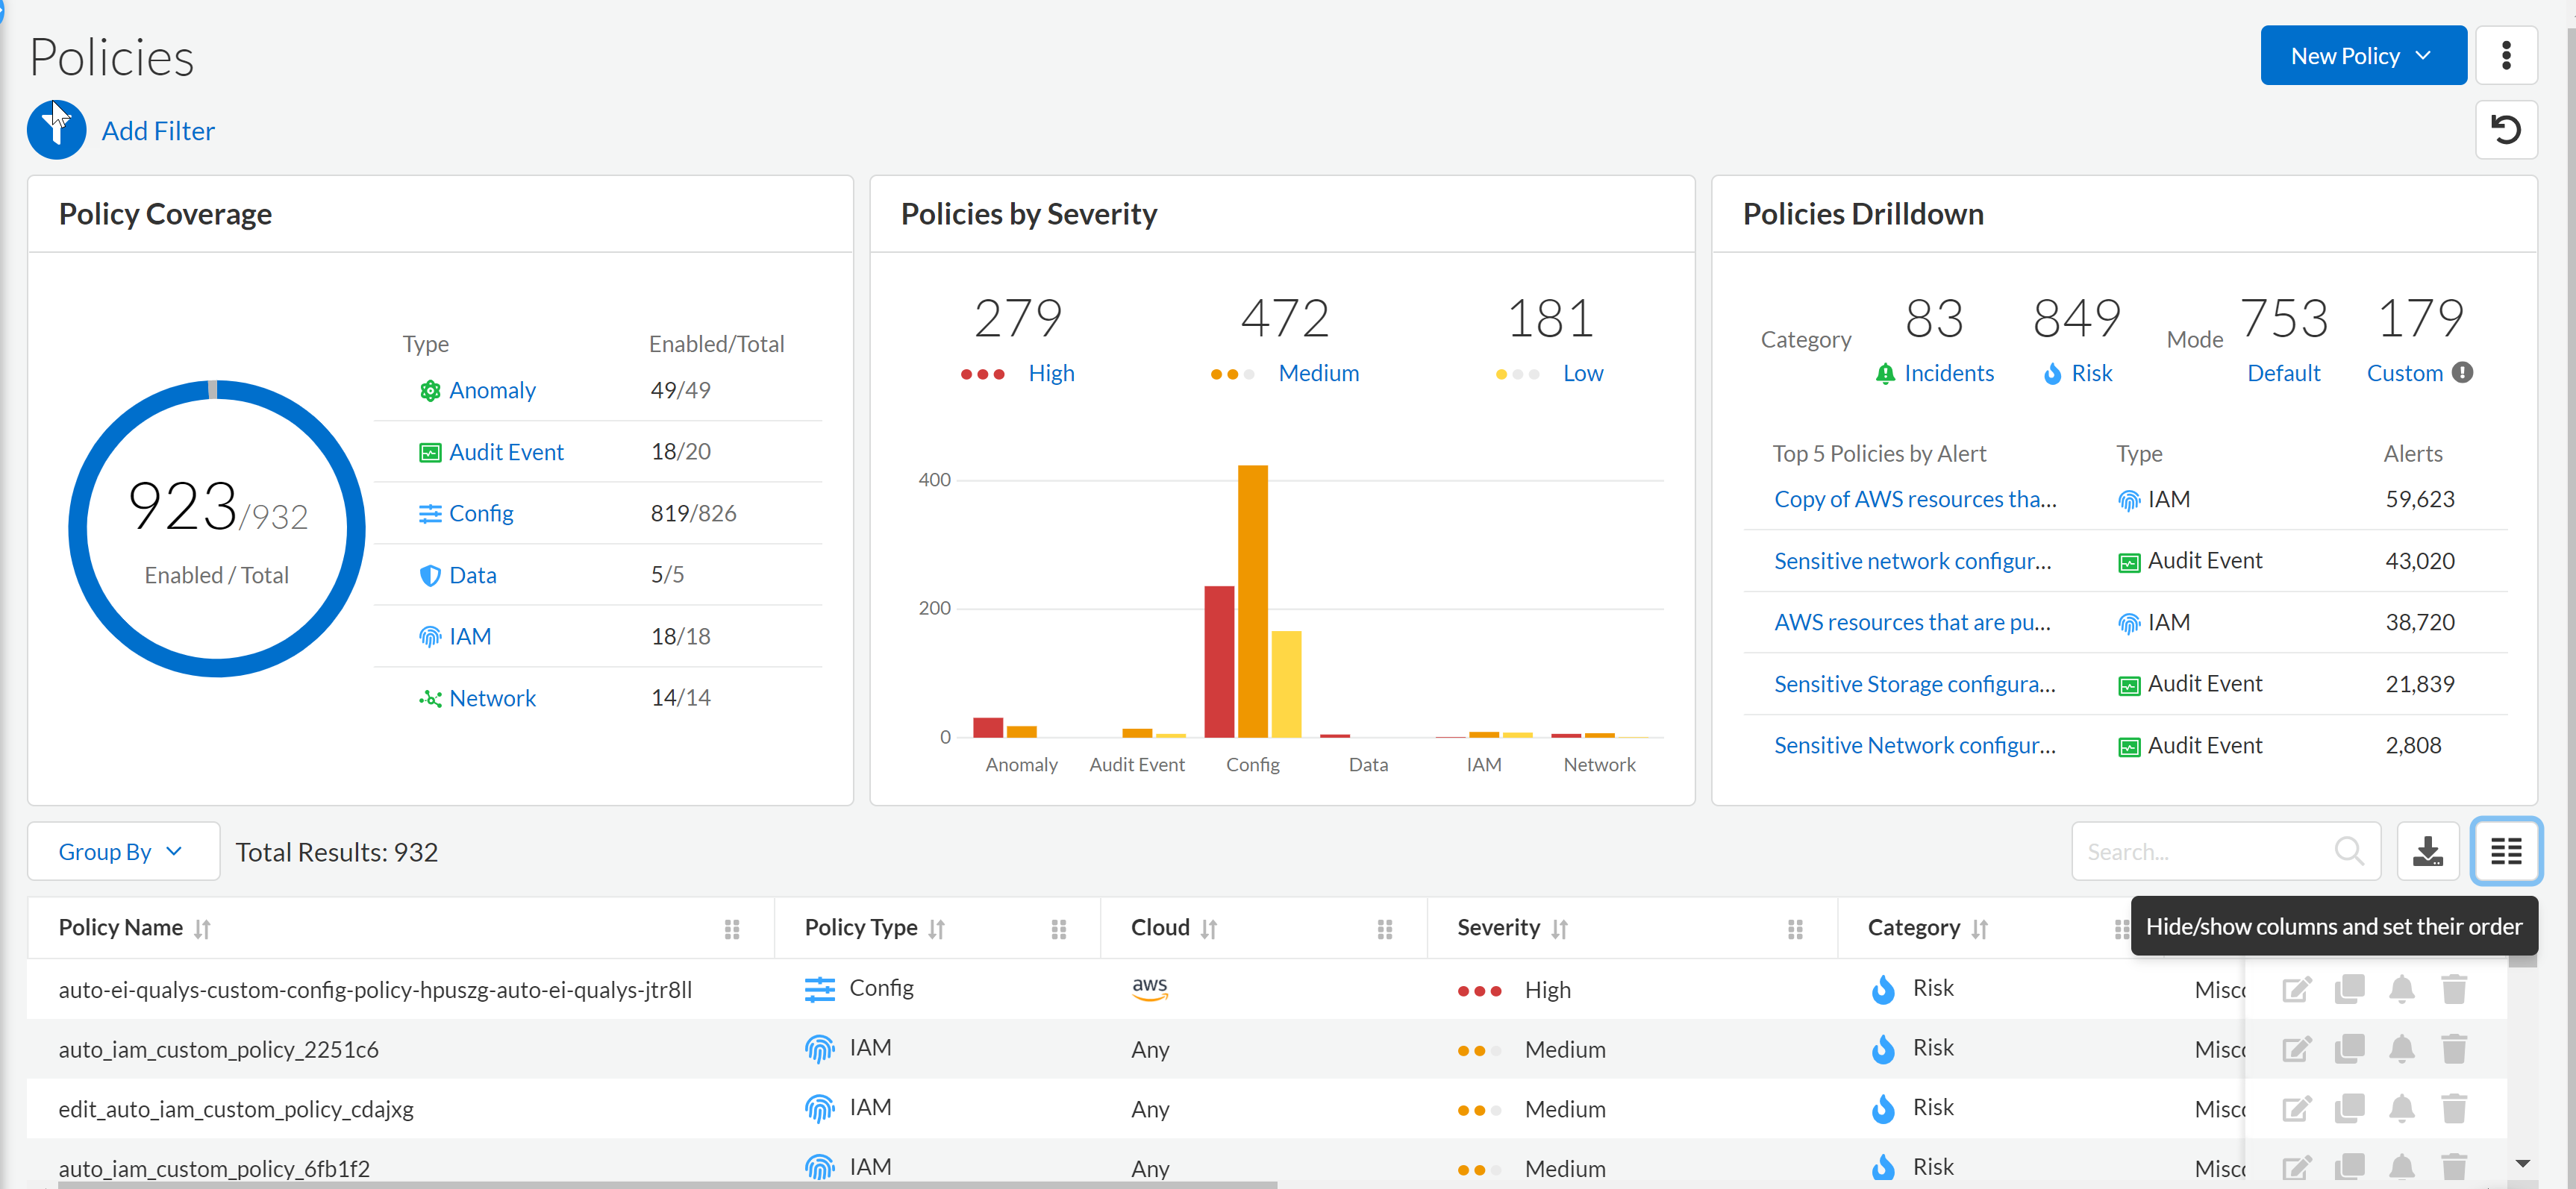 Policies
New Policy
Add Filter
Policy Coverage
923/932
Enabled / Total
Type Enabled/Total
Anomaly 49/49
Audit Event 18/20
Config 819/826
Data 5/5
IAM 18/18
Network 14/14
Policies by Severity
279 472 181
High Medium Low
400
200
0
Anomaly Audit Event Config Data IAM Network
Policies Drilldown
Category 83 849 Mode 753 179
Incidents Risk Default Custom
Top 5 Policies by Alert Type Alerts
Copy of AWS resources tha... IAM 59,623
Sensitive network configur... Audit Event 43,020
AWS resources that are pu... IAM 38,720
Sensitive Storage configura... Audit Event 21,839
Sensitive Network configur... Audit Event 2,808
Group By Total Results: 932 Search...
Policy Name Policy Type Cloud Severity Category Hide/show columns and set their order
auto-ei-qualys-custom-config-policy-hpuszg-auto-ei-qualys-jtr8ll Config aws High Risk Misc
auto_iam_custom_policy_2251c6 IAM Any Medium Risk Misc
edit_auto_iam_custom_policy_cdajxg IAM Any Medium Risk Misc
auto_iam_custom_policy_6fb1f2 IAM Any Medium Risk Misc